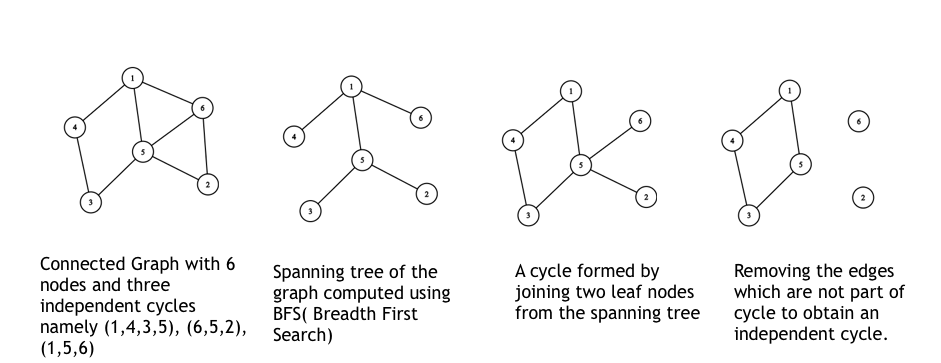 1
6
4
5
2
3
1
6
4
5
2
3
1
6
4
5
2
3
1
6
4
5
2
3
Connected Graph with 6
nodes and three
independent cycles
namely (1,4,3,5), (6,5,2),
(1,5,6)
Spanning tree of the
graph computed using
BFS( Breadth First
Search)
A cycle formed by
joining two leaf nodes
from the spanning tree
Removing the edges
which are not part of
cycle to obtain an
independent cycle.